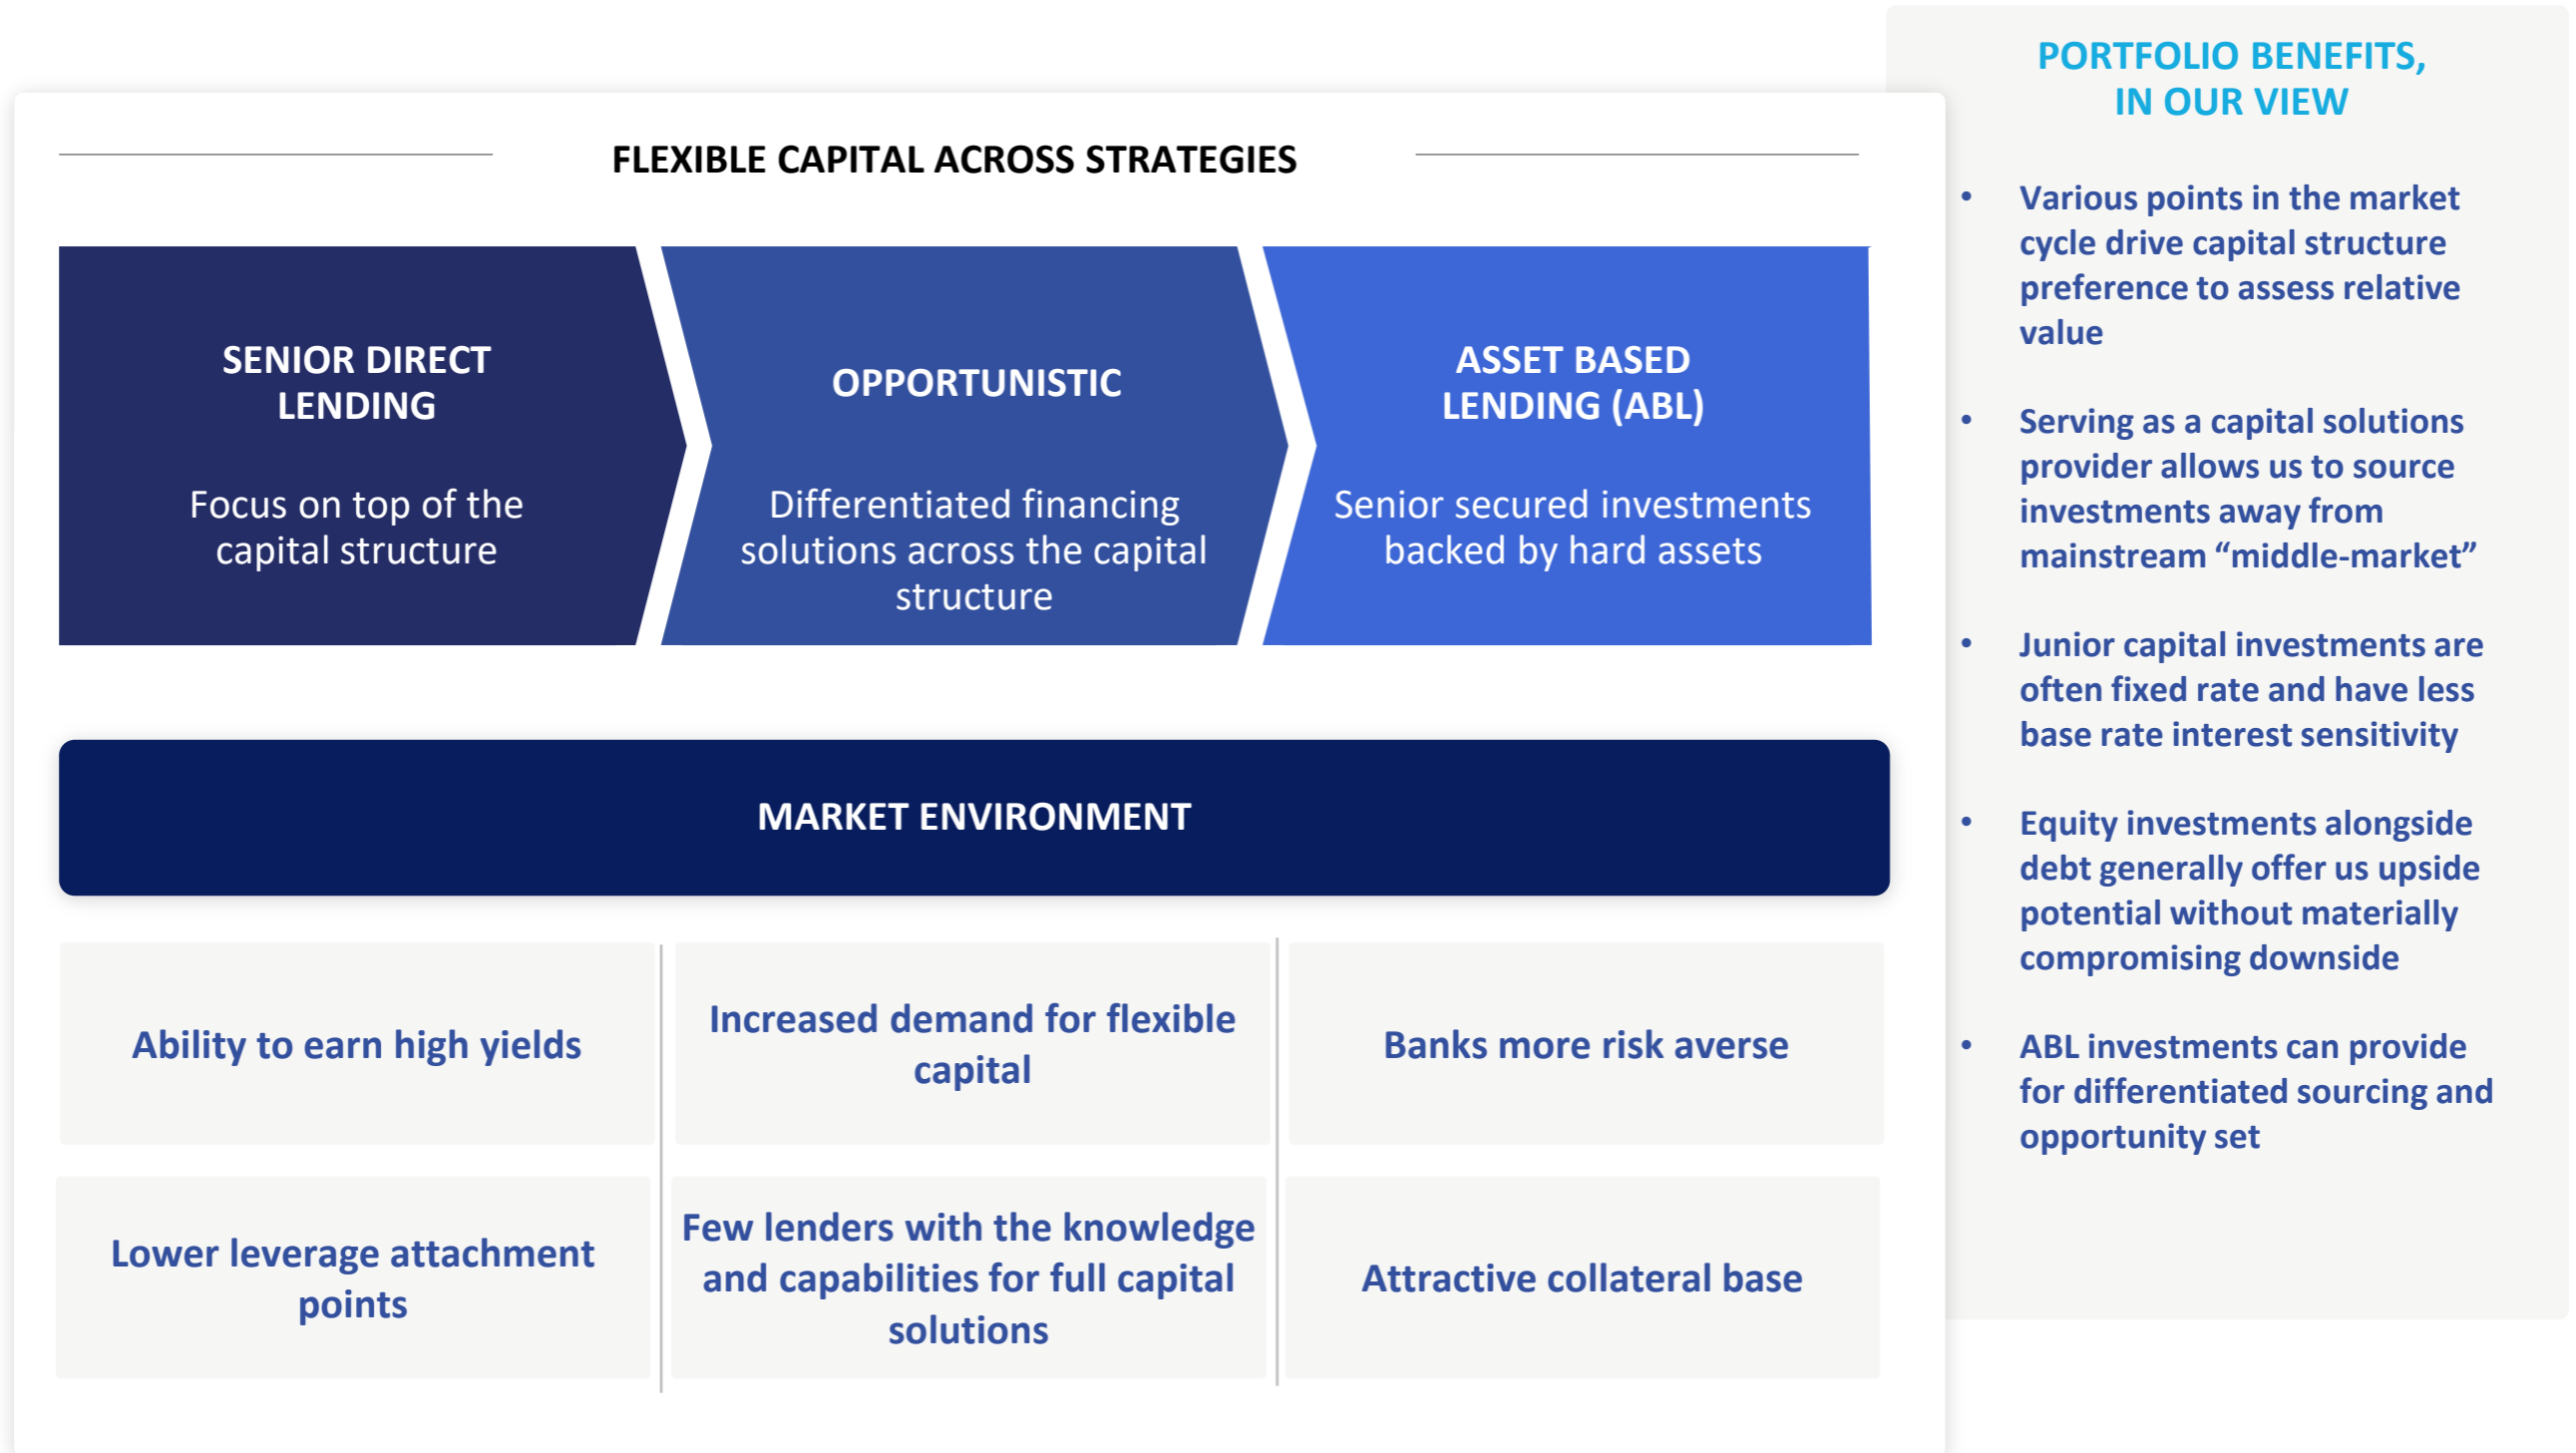 FLEXIBLE CAPITAL ACROSS STRATEGIES
SENIOR DIRECT
LENDING
Focus on top of the
capital structure
OPPORTUNISTIC
Differentiated financing
solutions across the capital
structure
ASSET BASED
LENDING (ABL)
Senior secured investments
backed by hard assets
MARKET ENVIRONMENT
Ability to earn high yields
Increased demand for flexible
capital
Banks more risk averse
Lower leverage attachment
points
Few lenders with the knowledge
and capabilities for full capital
solutions
Attractive collateral base
PORTFOLIO BENEFITS,
IN OUR VIEW
• Various points in the market
cycle drive capital structure
preference to assess relative
value
• Serving as a capital solutions
provider allows us to source
investments away from
mainstream “middle-market”
• Junior capital investments are
often fixed rate and have less
base rate interest sensitivity
• Equity investments alongside
debt generally offer us upside
potential without materially
compromising downside
• ABL investments can provide
for differentiated sourcing and
opportunity set